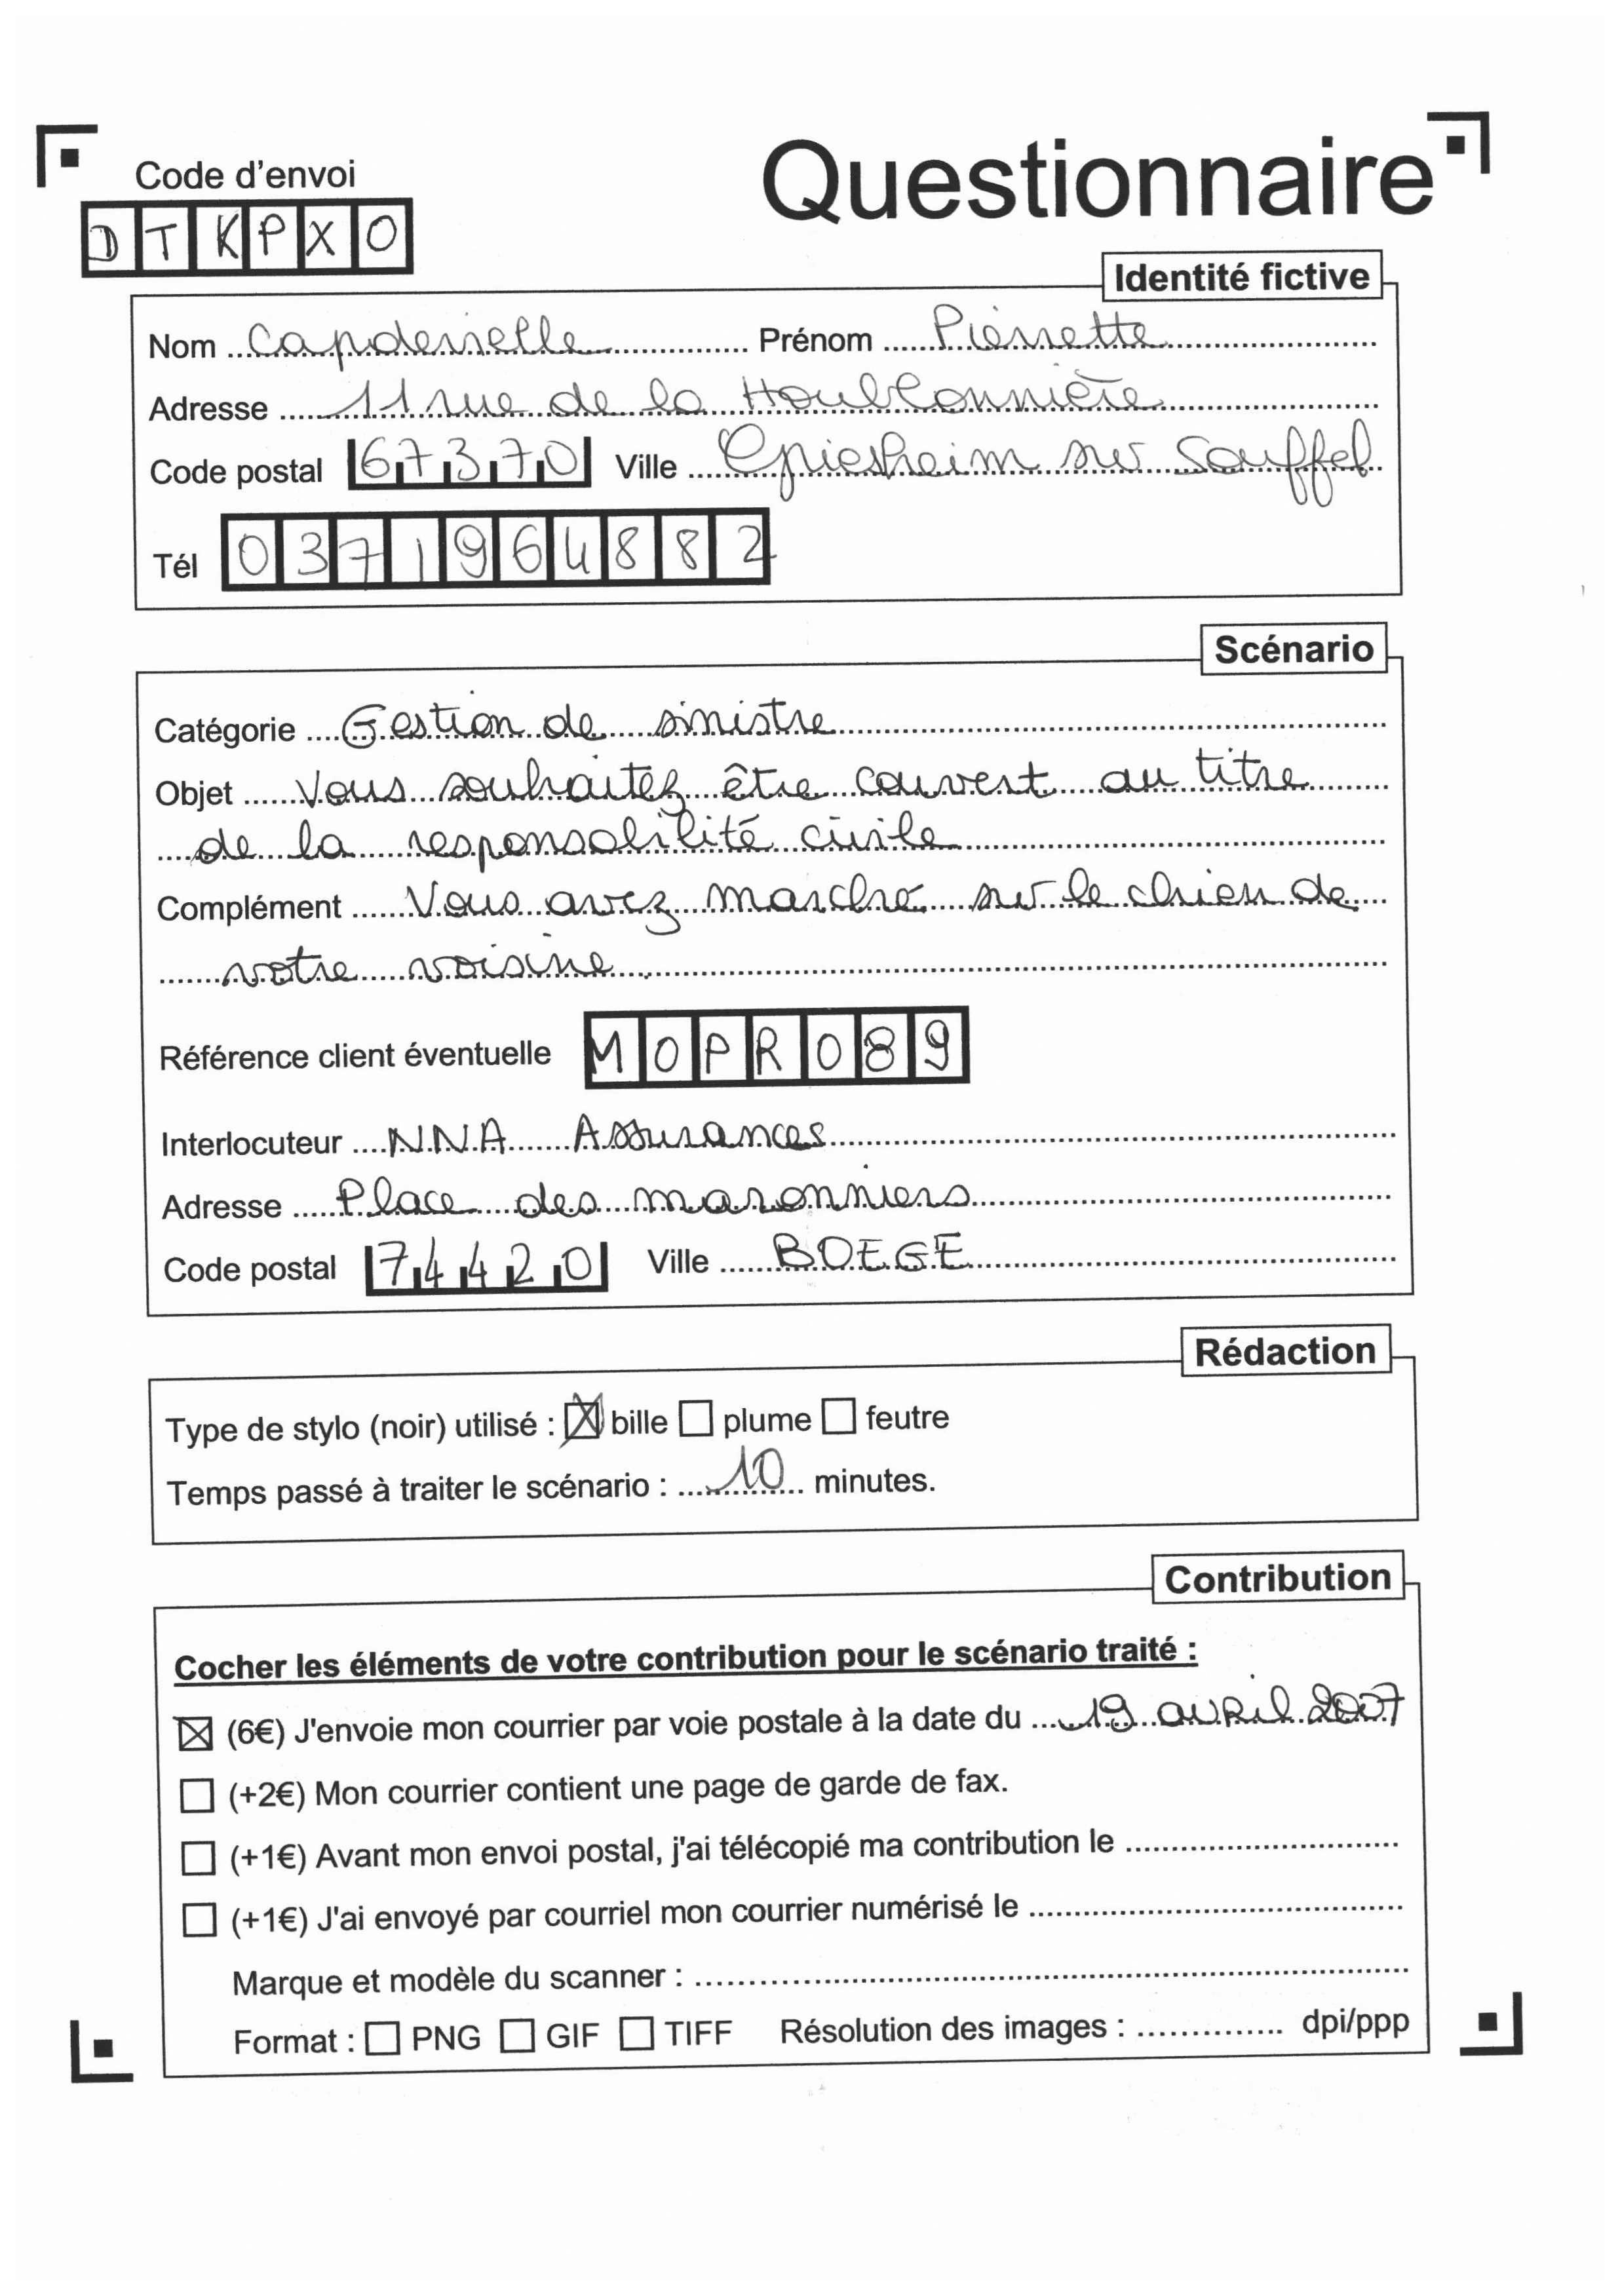 Questionnaire
Code d'envoi
DTKPXO
Identité fictive
Nom Capdevielle Prénom Pierrette
Adresse 11 rue de la Houblonnière
Code postal 67370 Ville Griesheim sur Souffel
Tél 0371964882
Scénario
Catégorie Gestion de sinistre
Objet Vous souhaitez être couvert au titre
de la responsabilité civile
Complément Vous avez marché sur le chien de
votre voisine
Référence client éventuelle MOPR089
Interlocuteur NNA Assurances
Adresse Place des maronniers
Code postal 74420 Ville BOEGE
Rédaction
Type de stylo (noir) utilisé : ☒ bille ☐ plume ☐ feutre
Temps passé à traiter le scénario : 10 minutes.
Contribution
Cocher les éléments de votre contribution pour le scénario traité :
☒ (6€) J'envoie mon courrier par voie postale à la date du 19 avril 2007
☐ (+2€) Mon courrier contient une page de garde de fax.
☐ (+1€) Avant mon envoi postal, j'ai télécopié ma contribution le
☐ (+1€) J'ai envoyé par courriel mon courrier numérisé le
Marque et modèle du scanner :
Format : ☐ PNG ☐ GIF ☐ TIFF Résolution des images : dpi/ppp